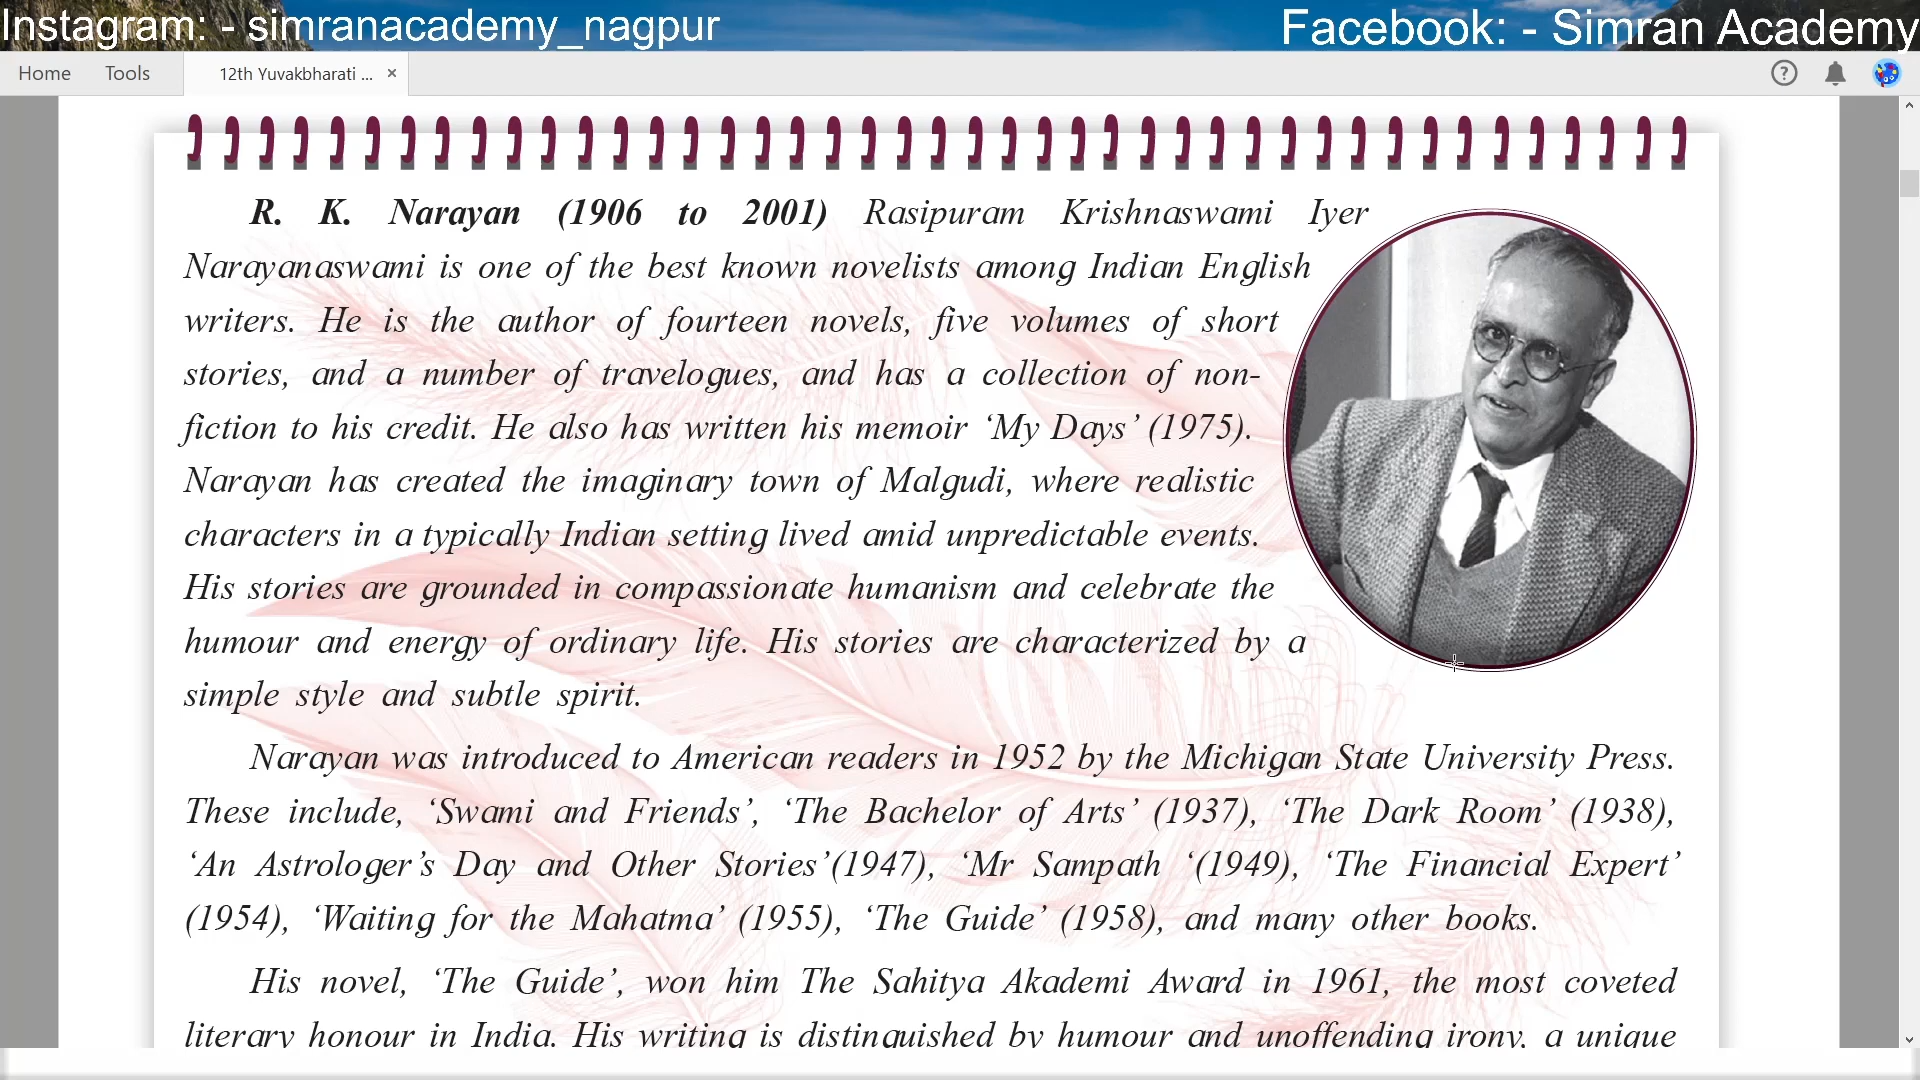 Instagram: - simranacademy_nagpur
Facebook: - Simran Academy
Home Tools 12th Yuvakbharati ... ×
R. K. Narayan (1906 to 2001) Rasipuram Krishnaswami Iyer
Narayanaswami is one of the best known novelists among Indian English
writers. He is the author of fourteen novels, five volumes of short
stories, and a number of travelogues, and has a collection of non-
fiction to his credit. He also has written his memoir ‘My Days’ (1975).
Narayan has created the imaginary town of Malgudi, where realistic
characters in a typically Indian setting lived amid unpredictable events.
His stories are grounded in compassionate humanism and celebrate the
humour and energy of ordinary life. His stories are characterized by a
simple style and subtle spirit.
Narayan was introduced to American readers in 1952 by the Michigan State University Press.
These include, ‘Swami and Friends’, ‘The Bachelor of Arts’ (1937), ‘The Dark Room’ (1938),
‘An Astrologer’s Day and Other Stories’(1947), ‘Mr Sampath ‘(1949), ‘The Financial Expert’
(1954), ‘Waiting for the Mahatma’ (1955), ‘The Guide’ (1958), and many other books.
His novel, ‘The Guide’, won him The Sahitya Akademi Award in 1961, the most coveted
literary honour in India. His writing is distinguished by humour and unoffending irony, a unique